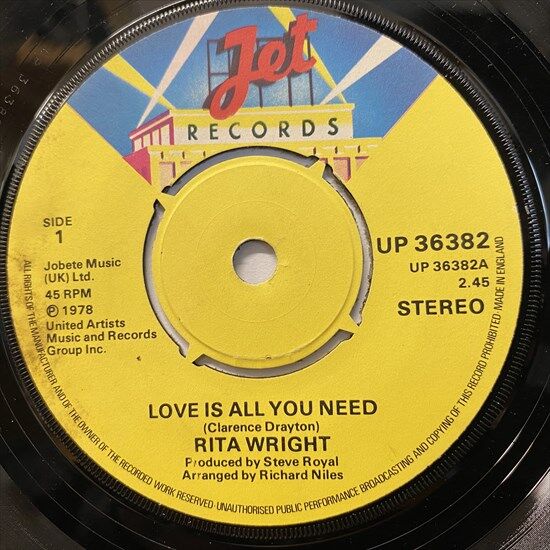 Jet
RECORDS
SIDE
1
Jobete Music
(UK) Ltd.
45 RPM
℗ 1978
United Artists
Music and Records
Group Inc.
UP 36382
UP 36382A
2.45
STEREO
LOVE IS ALL YOU NEED
(Clarence Drayton)
RITA WRIGHT
Produced by Steve Royal
Arranged by Richard Niles
ALL RIGHTS OF THE MANUFACTURER AND OF THE OWNER OF THE RECORDED WORK RESERVED·UNAUTHORISED PUBLIC PERFORMANCE BROADCASTING AND COPYING OF THIS RECORD PROHIBITED·MADE IN ENGLAND